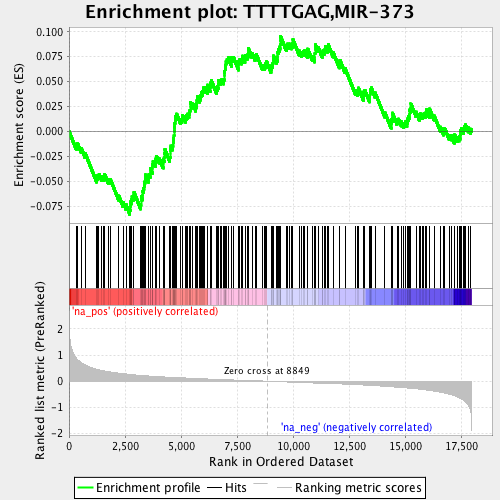 Enrichment plot: TTTTGAG,MIR-373
Enrichment score (ES)
0.100
0.075
0.050
0.025
0.000
-0.025
-0.050
-0.075
'na_pos' (positively correlated)
Ranked list metric (PreRanked)
2
1
0
-1
-2
Zero cross at 8849
'na_neg' (negatively correlated)
0
2,500
5,000
7,500
10,000
12,500
15,000
17,500
Rank in Ordered Dataset
Enrichment profile
Hits
Ranking metric scores